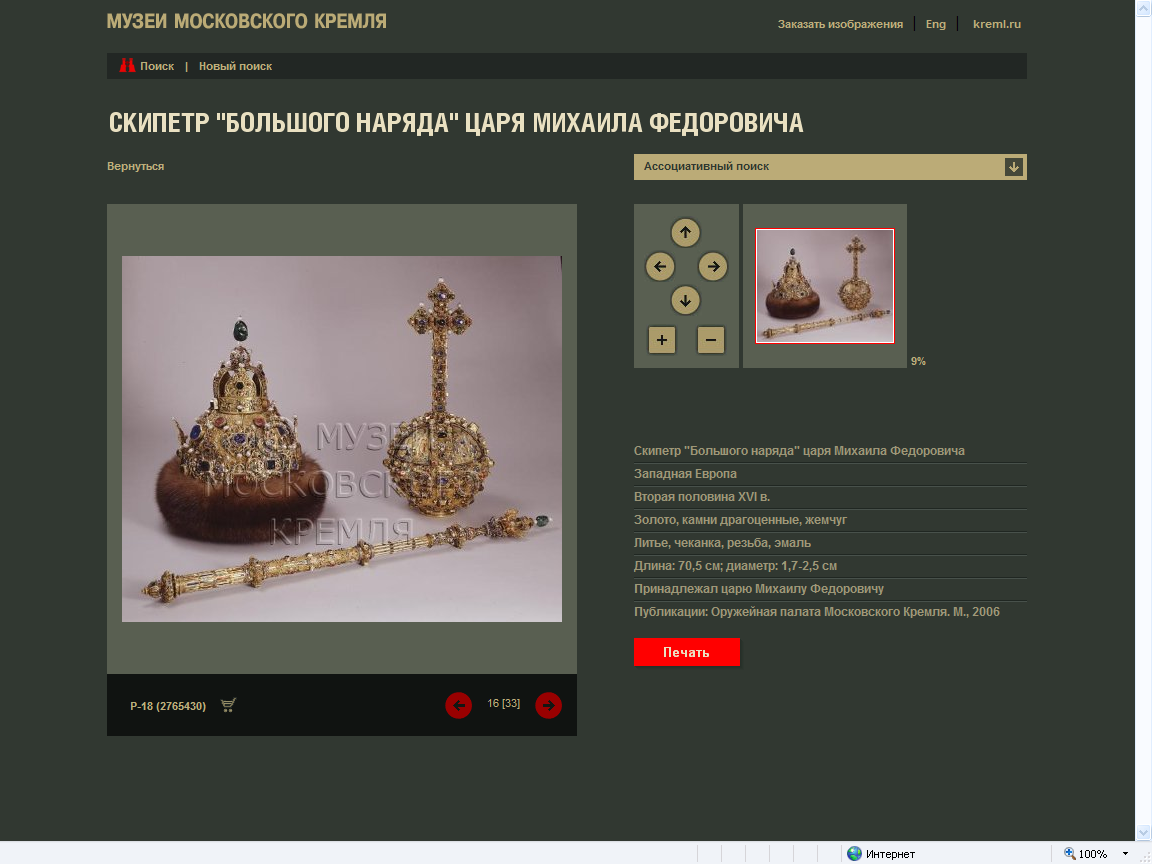 МУЗЕИ МОСКОВСКОГО КРЕМЛЯ
Заказать изображения | Eng | kreml.ru
Поиск | Новый поиск
СКИПЕТР "БОЛЬШОГО НАРЯДА" ЦАРЯ МИХАИЛА ФЕДОРОВИЧА
Вернуться
Ассоциативный поиск
9%
МУЗЕИ
МОСКОВСКОГО
КРЕМЛЯ
Скипетр "Большого наряда" царя Михаила Федоровича
Западная Европа
Вторая половина XVI в.
Золото, камни драгоценные, жемчуг
Литье, чеканка, резьба, эмаль
Длина: 70,5 см; диаметр: 1,7-2,5 см
Принадлежал царю Михаилу Федоровичу
Публикации: Оружейная палата Московского Кремля. М., 2006
Печать
Р-18 (2765430)
16 [33]
Интернет
100%